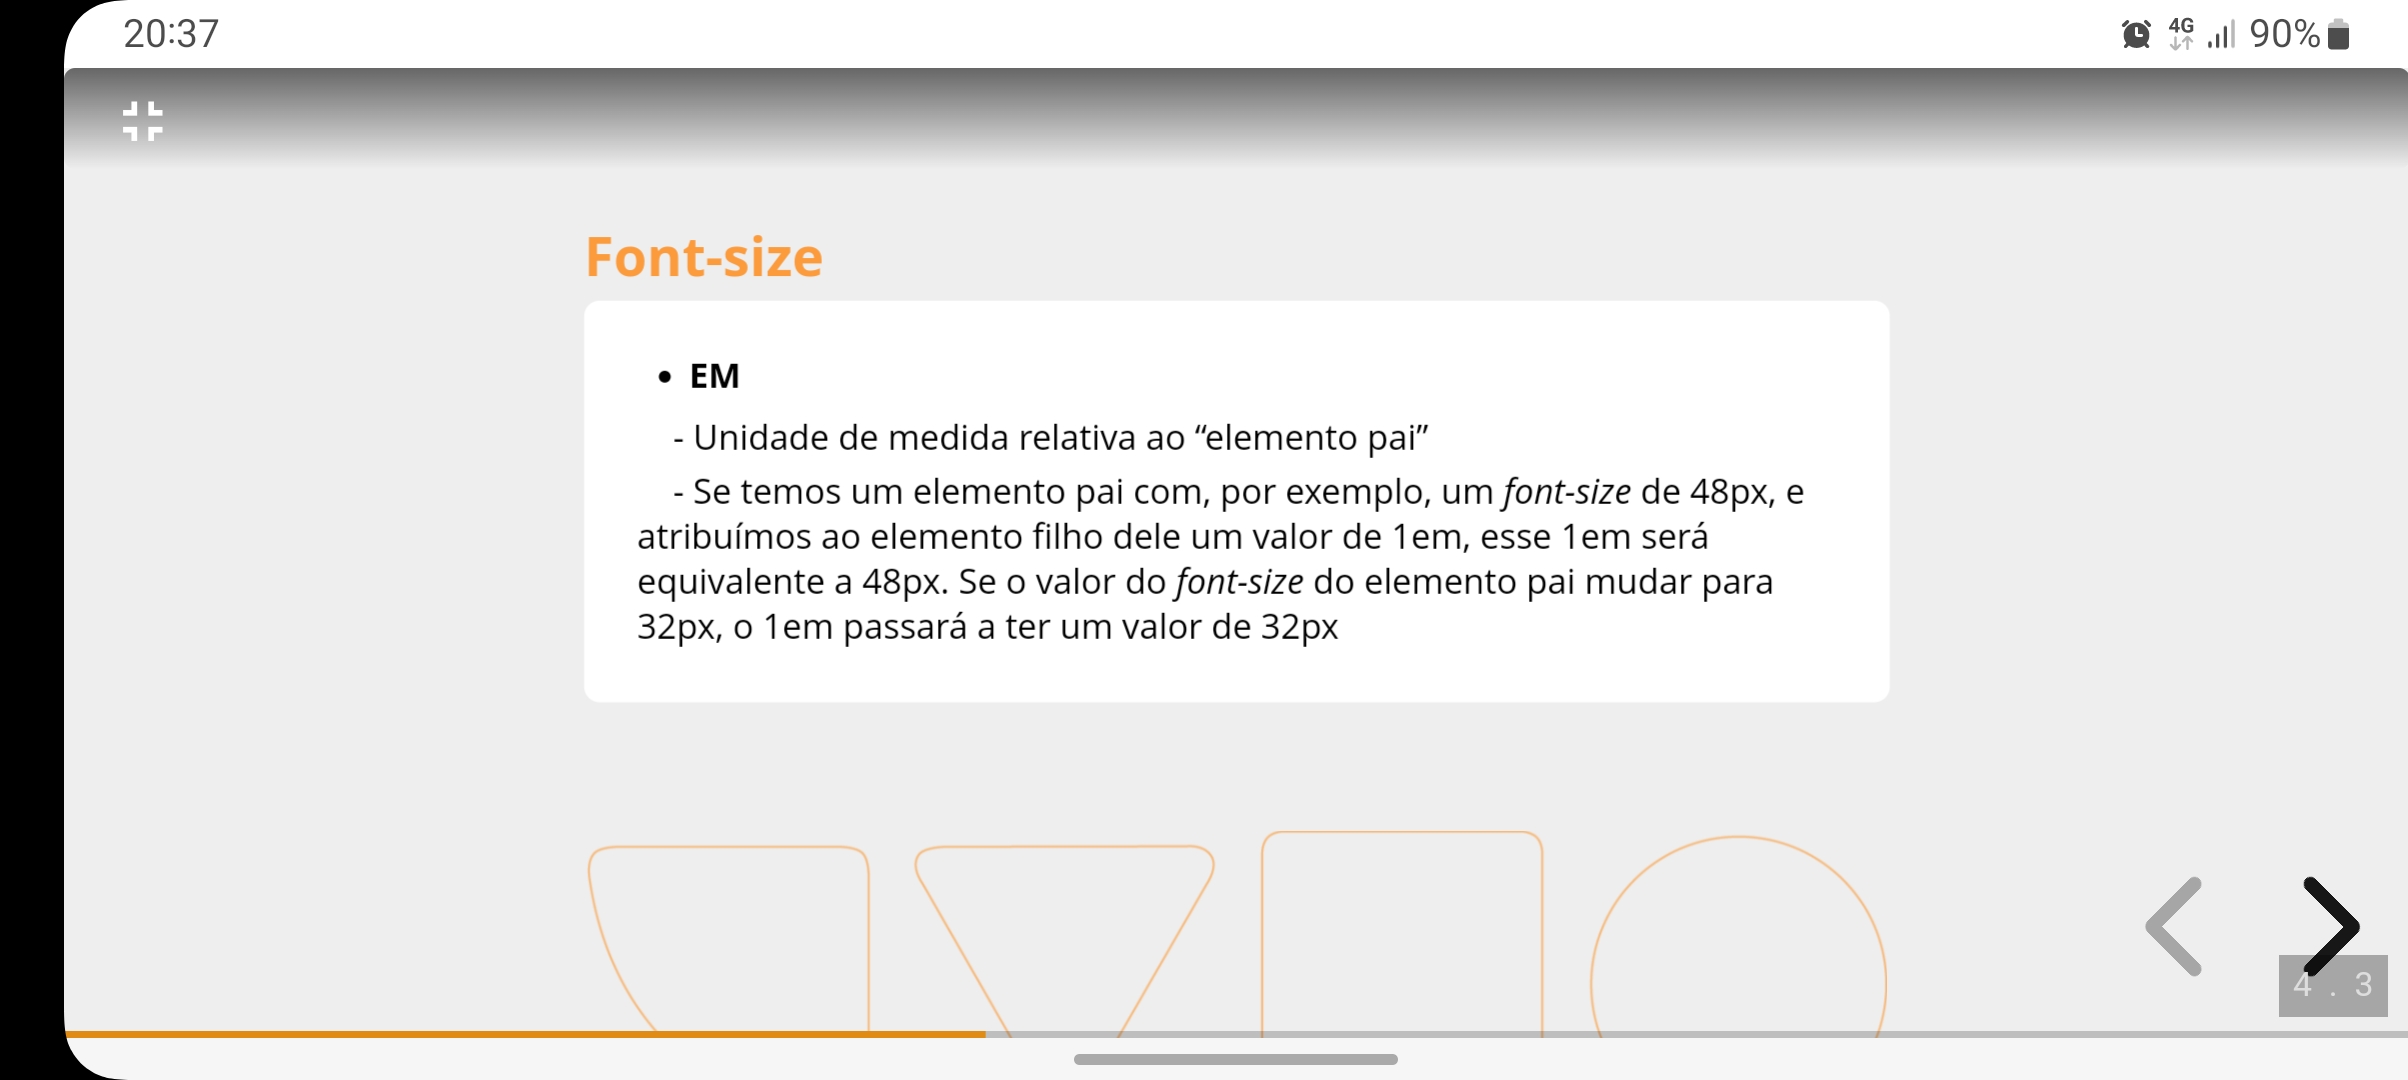 20:37
4G 90%
Font-size
• EM
- Unidade de medida relativa ao “elemento pai”
- Se temos um elemento pai com, por exemplo, um font-size de 48px, e
atribuímos ao elemento filho dele um valor de 1em, esse 1em será
equivalente a 48px. Se o valor do font-size do elemento pai mudar para
32px, o 1em passará a ter um valor de 32px
4 . 3